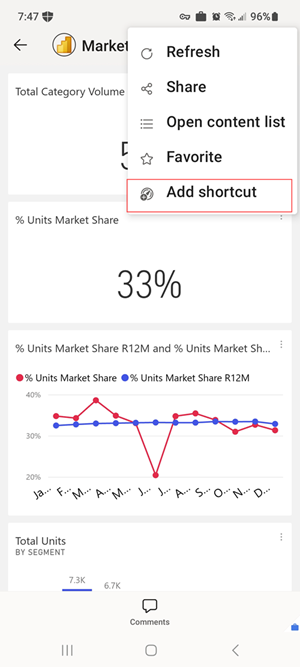 7:47
96%
Market
Refresh
Share
Open content list
Favorite
Add shortcut
Total Category Volume
% Units Market Share
33%
% Units Market Share R12M and % Units Market Sh...
% Units Market Share % Units Market Share R12M
40%
30%
20%
Ja... F... M... A... M... J... J... A... S... O... N... D...
Total Units
BY SEGMENT
7.3K
6.7K
Comments